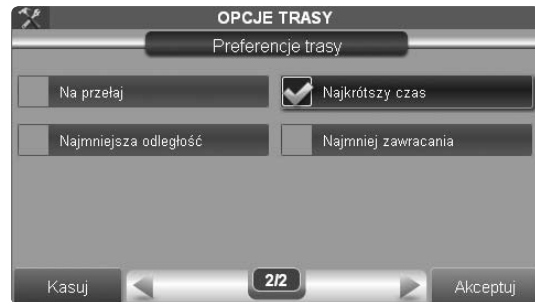 OPCJE TRASY
Preferencje trasy
Na przełaj
Najkrótszy czas
Najmniejsza odległość
Najmniej zawracania
Kasuj
2/2
Akceptuj